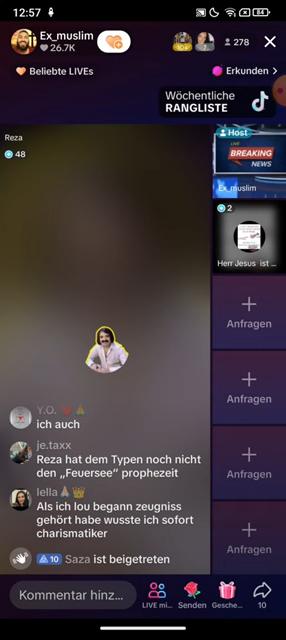 12:57
84
Ex_muslim
26.7K
278
Beliebte LIVEs
Erkunden
Wöchentliche
RANGLISTE
Reza
48
Host
LIVE
BREAKING
NEWS
Ex_muslim
2
Herr Jesus ist ...
Anfragen
Anfragen
Anfragen
Anfragen
Y.O.
ich auch
je.taxx
Reza hat dem Typen noch nicht
den „Feuersee“ prophezeit
lella
Als ich lou begann zeugniss
gehört habe wusste ich sofort
charismatiker
10 Saza ist beigetreten
Kommentar hinz...
LIVE mi...
Senden
Gesche...
10